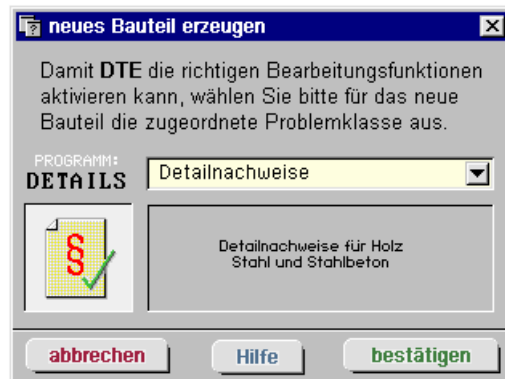 neues Bauteil erzeugen
Damit DTE die richtigen Bearbeitungsfunktionen
aktivieren kann, wählen Sie bitte für das neue
Bauteil die zugeordnete Problemklasse aus.
PROGRAMM:
DETAILS
Detailnachweise
§
Detailnachweise für Holz
Stahl und Stahlbeton
abbrechen
Hilfe
bestätigen